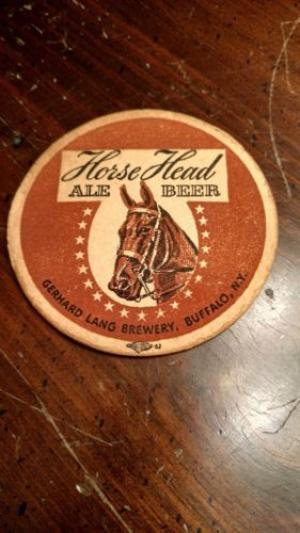 Horse Head
ALE BEER
GERHARD LANG BREWERY, BUFFALO, N.Y.